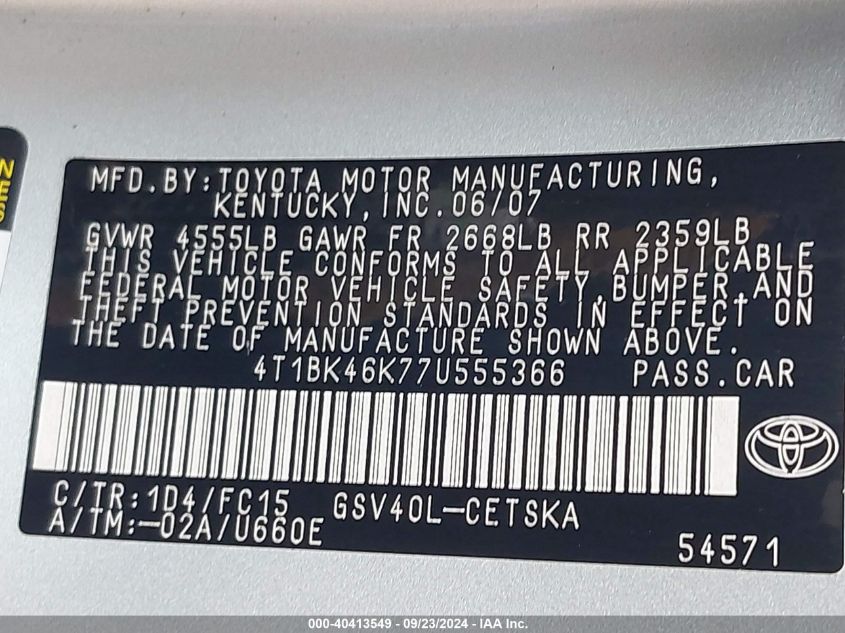 NES
MFD.BY:TOYOTA MOTOR MANUFACTURING,
KENTUCKY,INC.06/07
GVWR 4555LB GAWR FR 2668LB RR 2359LB
THIS VEHICLE CONFORMS TO ALL APPLICABLE
FEDERAL MOTOR VEHICLE SAFETY,BUMPER,AND
THEFT PREVENTION STANDARDS IN EFFECT ON
THE DATE OF MANUFACTURE SHOWN ABOVE.
4T1BK46K77U555366 PASS.CAR
C/TR:1D4/FC15 GSV40L-CETSKA
A/TM:-02A/U660E
54571
000-40413549 - 09/23/2024 - IAA Inc.